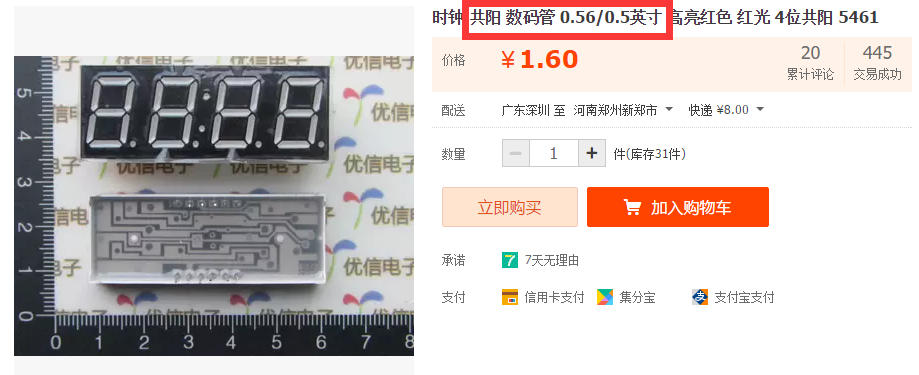 时钟 共阳 数码管 0.56/0.5英寸 高亮红色 红光 4位共阳 5461
价格 ¥1.60 20 445
累计评论 交易成功
配送 广东深圳 至 河南郑州新郑市 快递 ¥8.00
数量 1 件(库存31件)
立即购买 加入购物车
承诺 7 7天无理由
支付 信用卡支付 集分宝 支 支付宝支付
电子 优信电子 优信电
优信电子
优信电子
子 优信电子
5
4
3
2
1
0
0 1 2 3 4 5 6 7 8